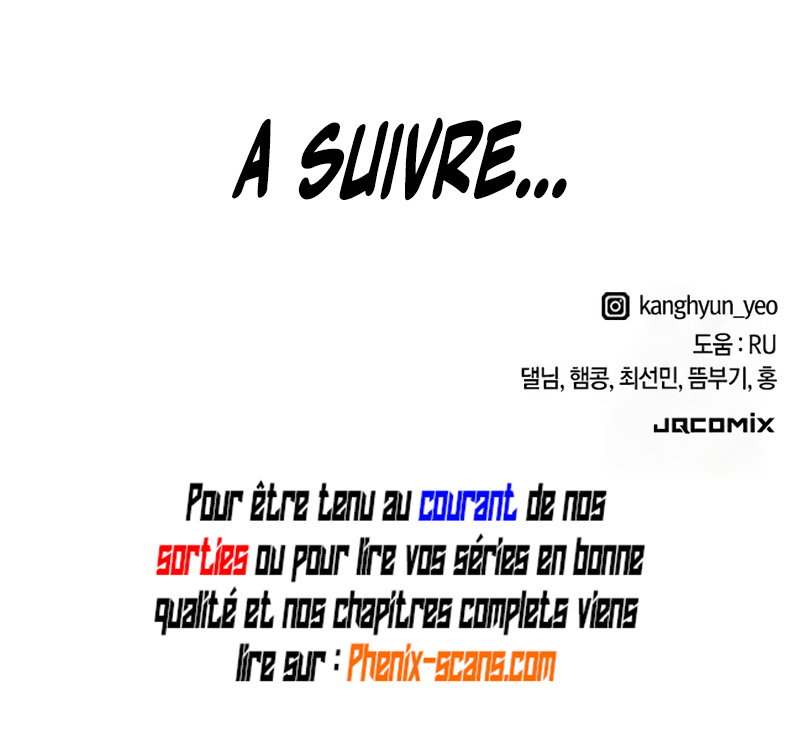 A SUIVRE...
kanghyun_yeo
도움 : RU
댈님, 햄콩, 최선민, 뜸부기, 홍
JQCOMIX
Pour être tenu au courant de nos
sorties ou pour lire vos séries en bonne
qualité et nos chapitres complets viens
lire sur : Phenix-scans.com